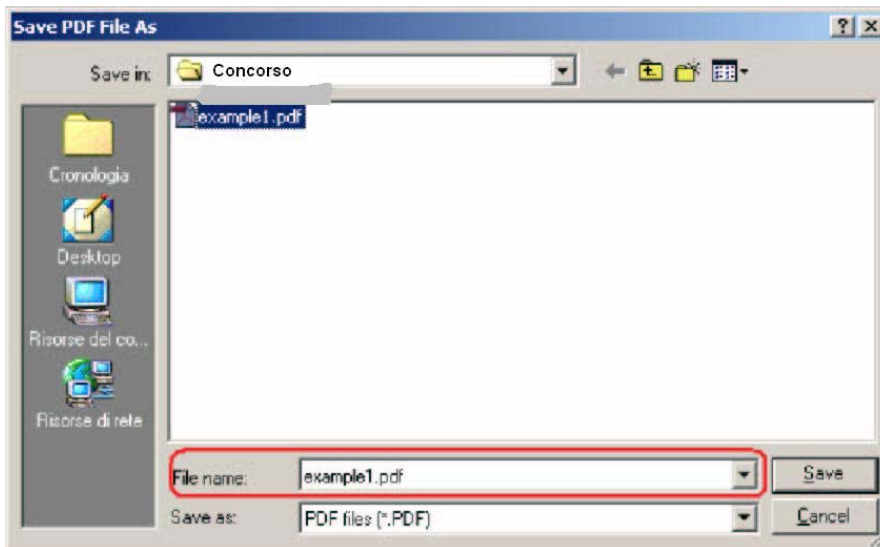 Save PDF File As
Save in: Concorso
example1.pdf
Cronologia
Desktop
Risorse del co...
Risorse di rete
File name: example1.pdf Save
Save as: PDF files (*.PDF) Cancel